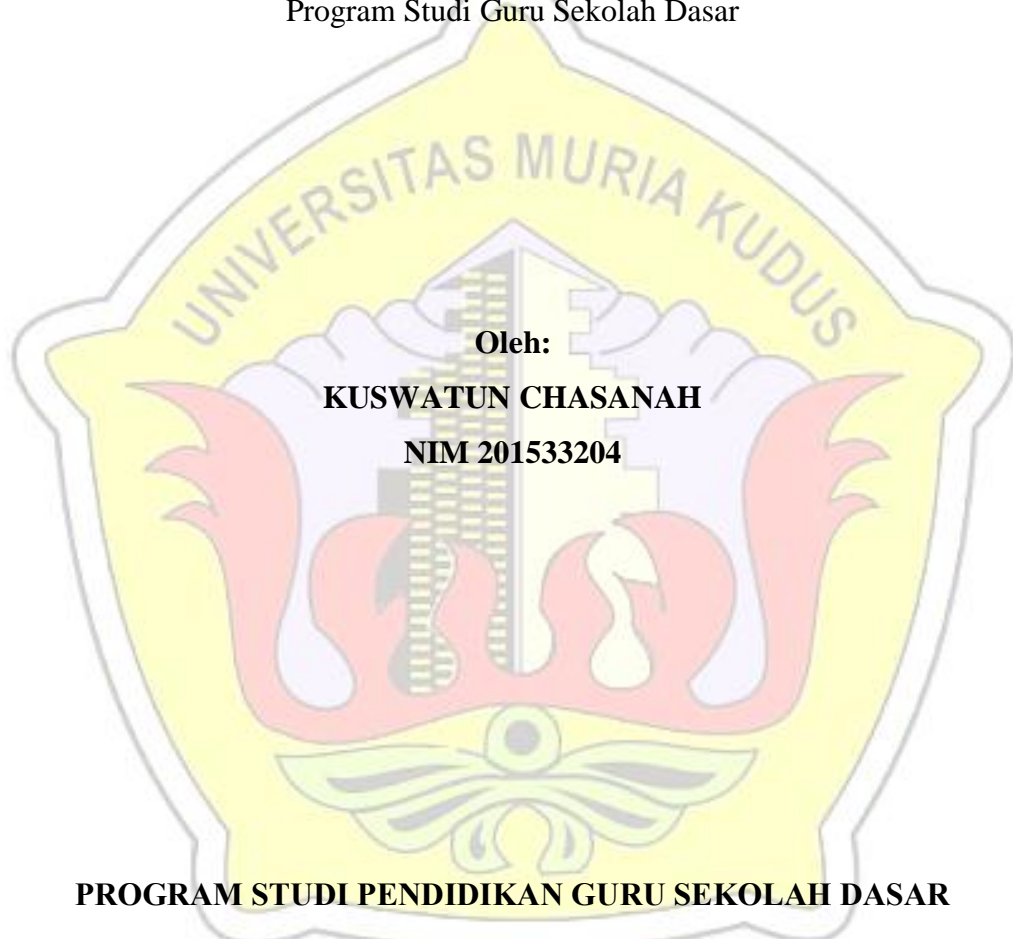 Program Studi Guru Sekolah Dasar
UNIVERSITAS MURIA KUDUS
Oleh:
KUSWATUN CHASANAH
NIM 201533204
PROGRAM STUDI PENDIDIKAN GURU SEKOLAH DASAR